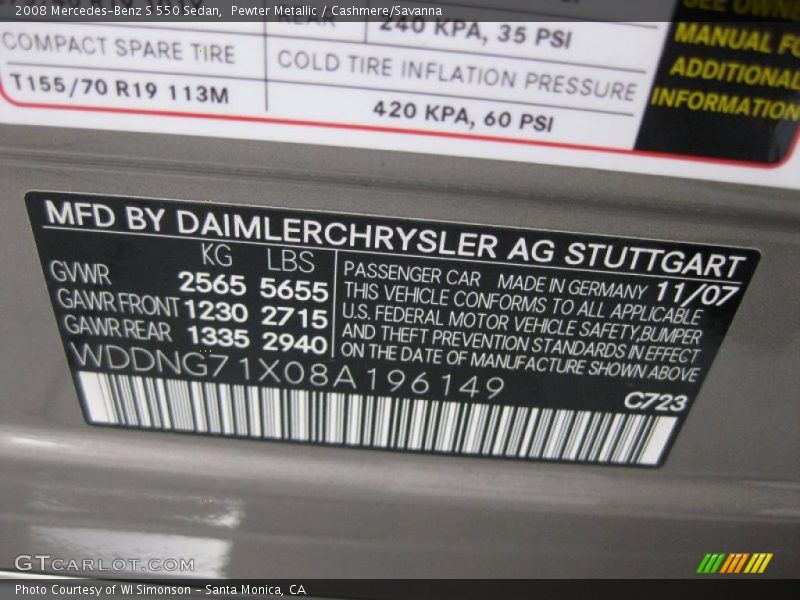 2008 Mercedes-Benz S 550 Sedan, Pewter Metallic / Cashmere/Savanna
240 KPA, 35 PSI
COMPACT SPARE TIRE
COLD TIRE INFLATION PRESSURE
T155/70 R19 113M
420 KPA, 60 PSI
SEE OWNER
MANUAL FO
ADDITIONAL
INFORMATION
MFD BY DAIMLERCHRYSLER AG STUTTGART
KG LBS
GVWR 2565 5655
GAWR FRONT 1230 2715
GAWR REAR 1335 2940
PASSENGER CAR MADE IN GERMANY 11/07
THIS VEHICLE CONFORMS TO ALL APPLICABLE
U.S. FEDERAL MOTOR VEHICLE SAFETY,BUMPER
AND THEFT PREVENTION STANDARDS IN EFFECT
ON THE DATE OF MANUFACTURE SHOWN ABOVE
WDDNG71X08A196149
C723
GTCARLOT.COM
Photo Courtesy of WI Simonson - Santa Monica, CA